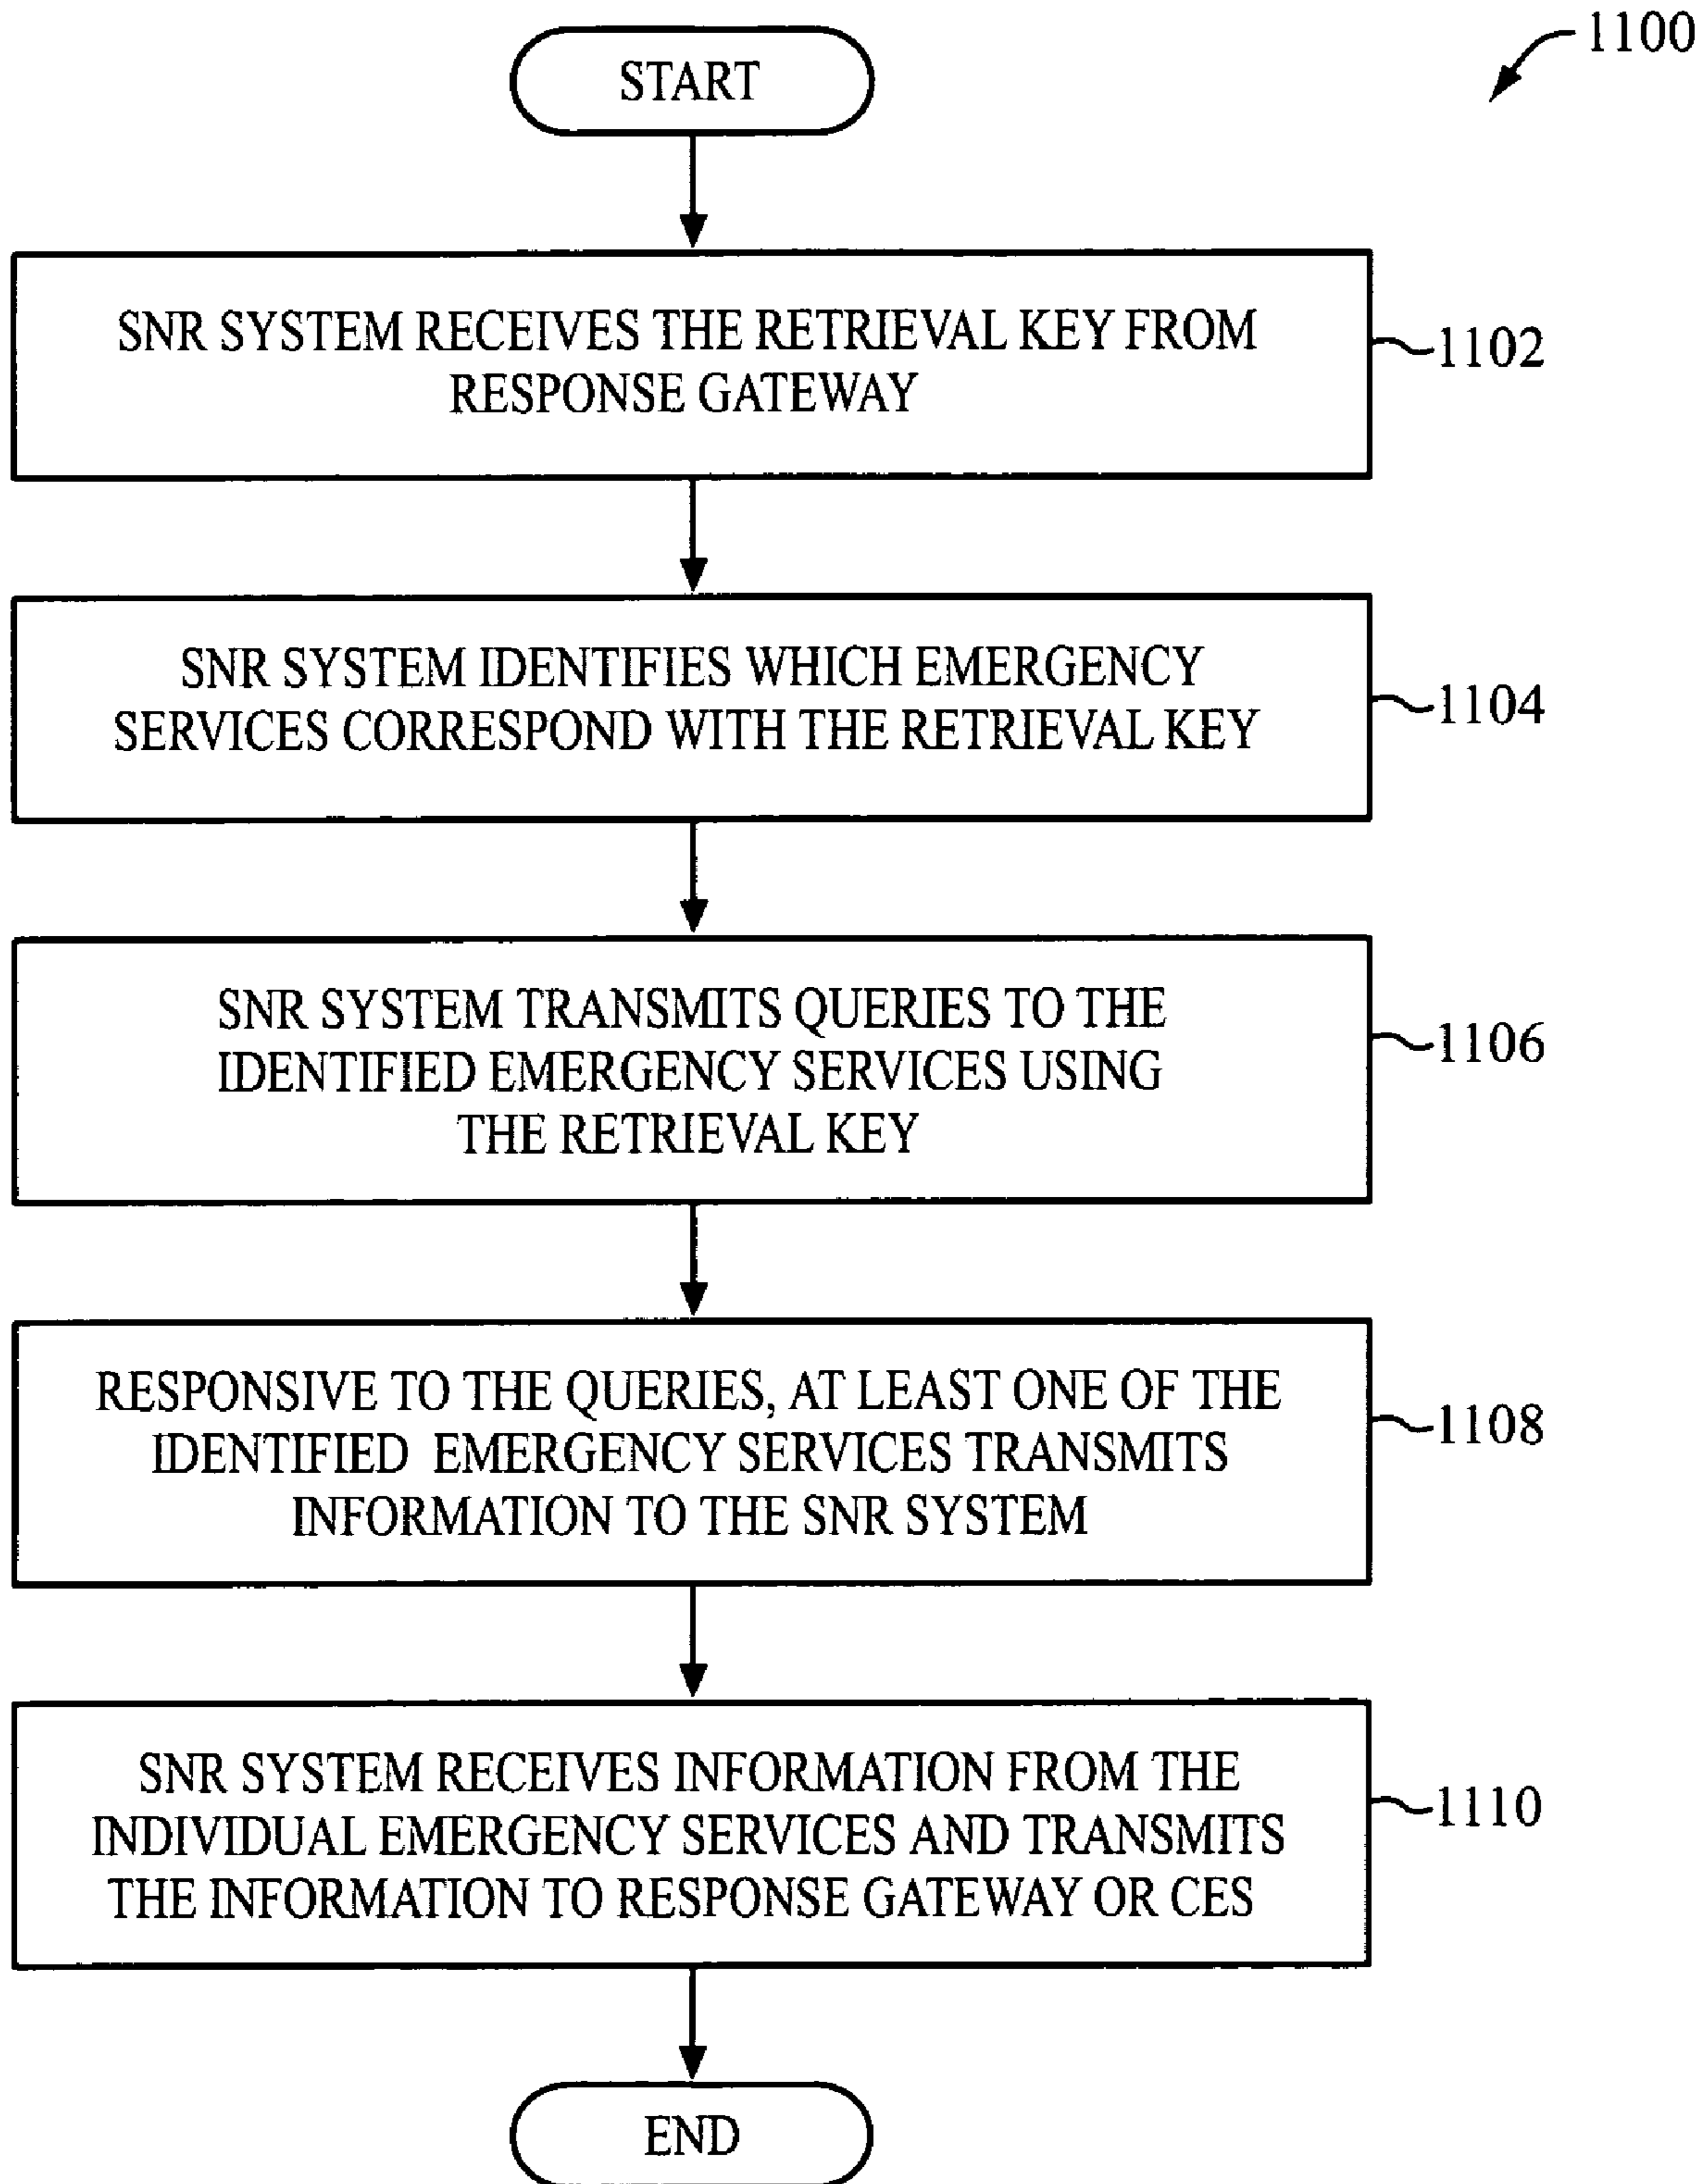 1100
START
SNR SYSTEM RECEIVES THE RETRIEVAL KEY FROM
RESPONSE GATEWAY
1102
SNR SYSTEM IDENTIFIES WHICH EMERGENCY
SERVICES CORRESPOND WITH THE RETRIEVAL KEY
1104
SNR SYSTEM TRANSMITS QUERIES TO THE
IDENTIFIED EMERGENCY SERVICES USING
THE RETRIEVAL KEY
1106
RESPONSIVE TO THE QUERIES, AT LEAST ONE OF THE
IDENTIFIED EMERGENCY SERVICES TRANSMITS
INFORMATION TO THE SNR SYSTEM
1108
SNR SYSTEM RECEIVES INFORMATION FROM THE
INDIVIDUAL EMERGENCY SERVICES AND TRANSMITS
THE INFORMATION TO RESPONSE GATEWAY OR CES
1110
END